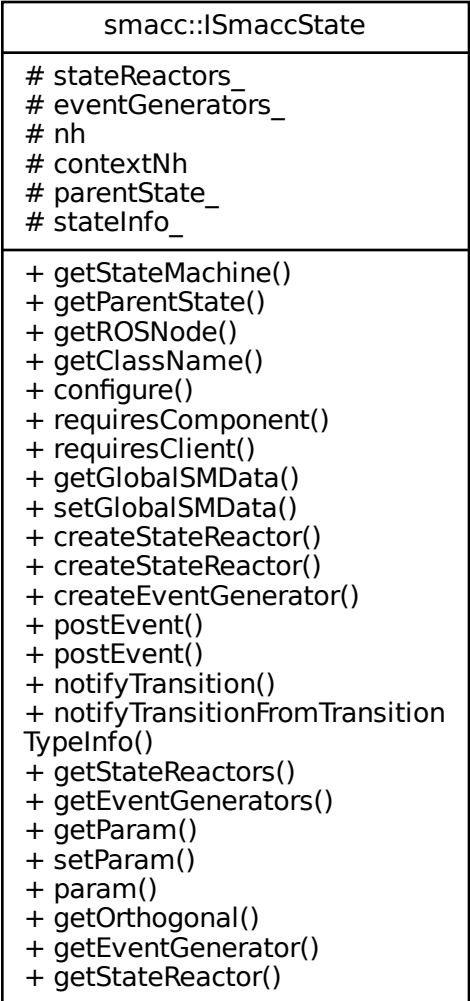 smacc::ISmaccState
# stateReactors_
# eventGenerators_
# nh
# contextNh
# parentState_
# stateInfo_
+ getStateMachine()
+ getParentState()
+ getROSNode()
+ getClassName()
+ configure()
+ requiresComponent()
+ requiresClient()
+ getGlobalSMData()
+ setGlobalSMData()
+ createStateReactor()
+ createStateReactor()
+ createEventGenerator()
+ postEvent()
+ postEvent()
+ notifyTransition()
+ notifyTransitionFromTransition
TypeInfo()
+ getStateReactors()
+ getEventGenerators()
+ getParam()
+ setParam()
+ param()
+ getOrthogonal()
+ getEventGenerator()
+ getStateReactor()